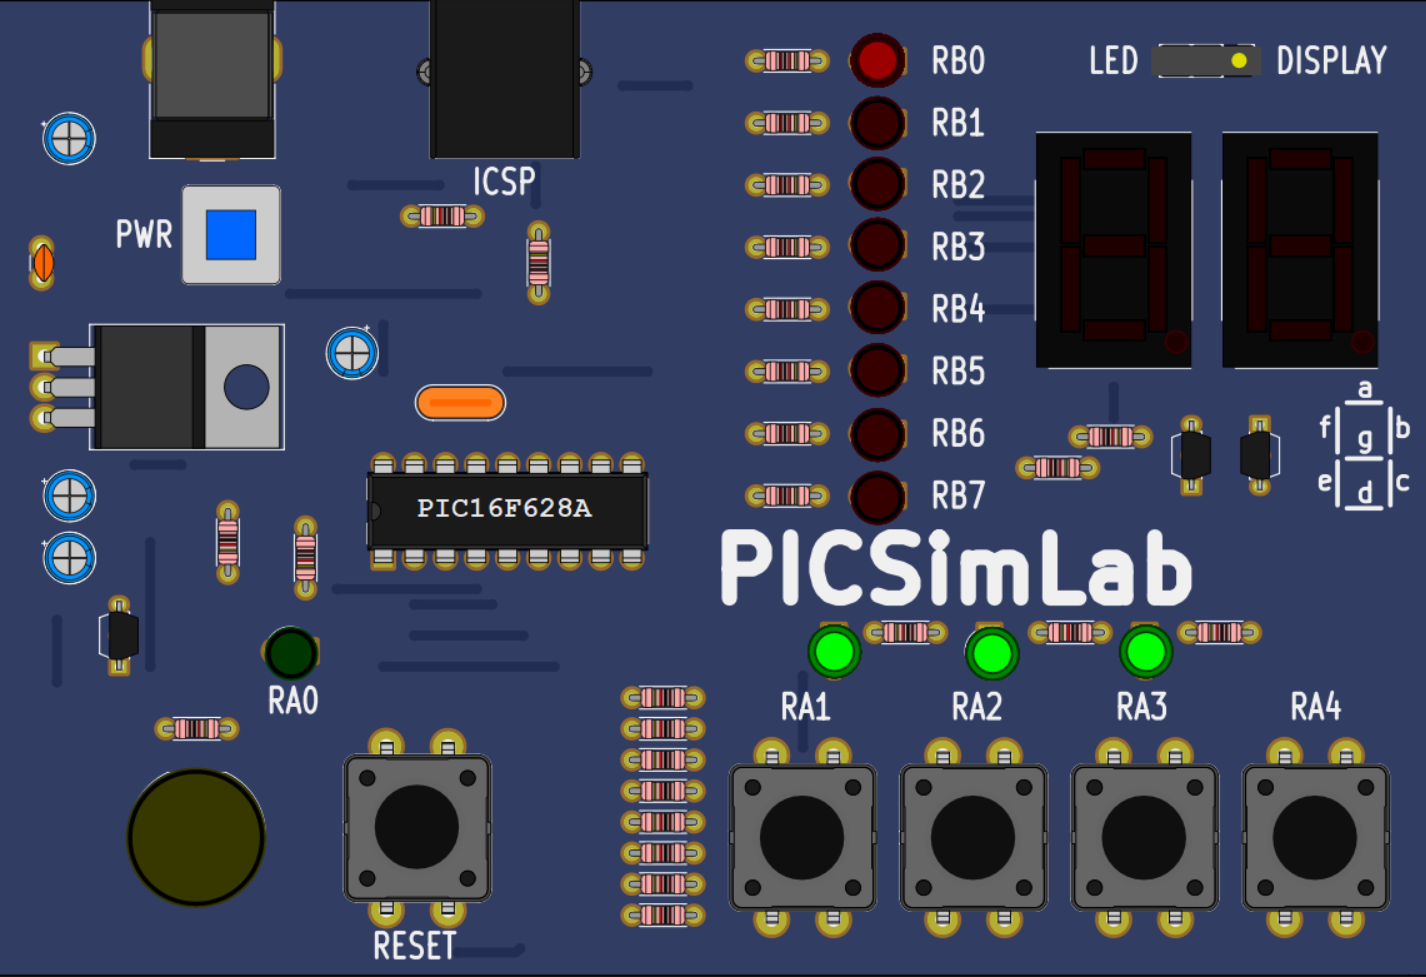 ICSP
PWR
RB0
RB1
RB2
RB3
RB4
RB5
RB6
RB7
LED
DISPLAY
a
f
b
g
e
c
d
PIC16F628A
PICSimLab
RA0
RA1
RA2
RA3
RA4
RESET